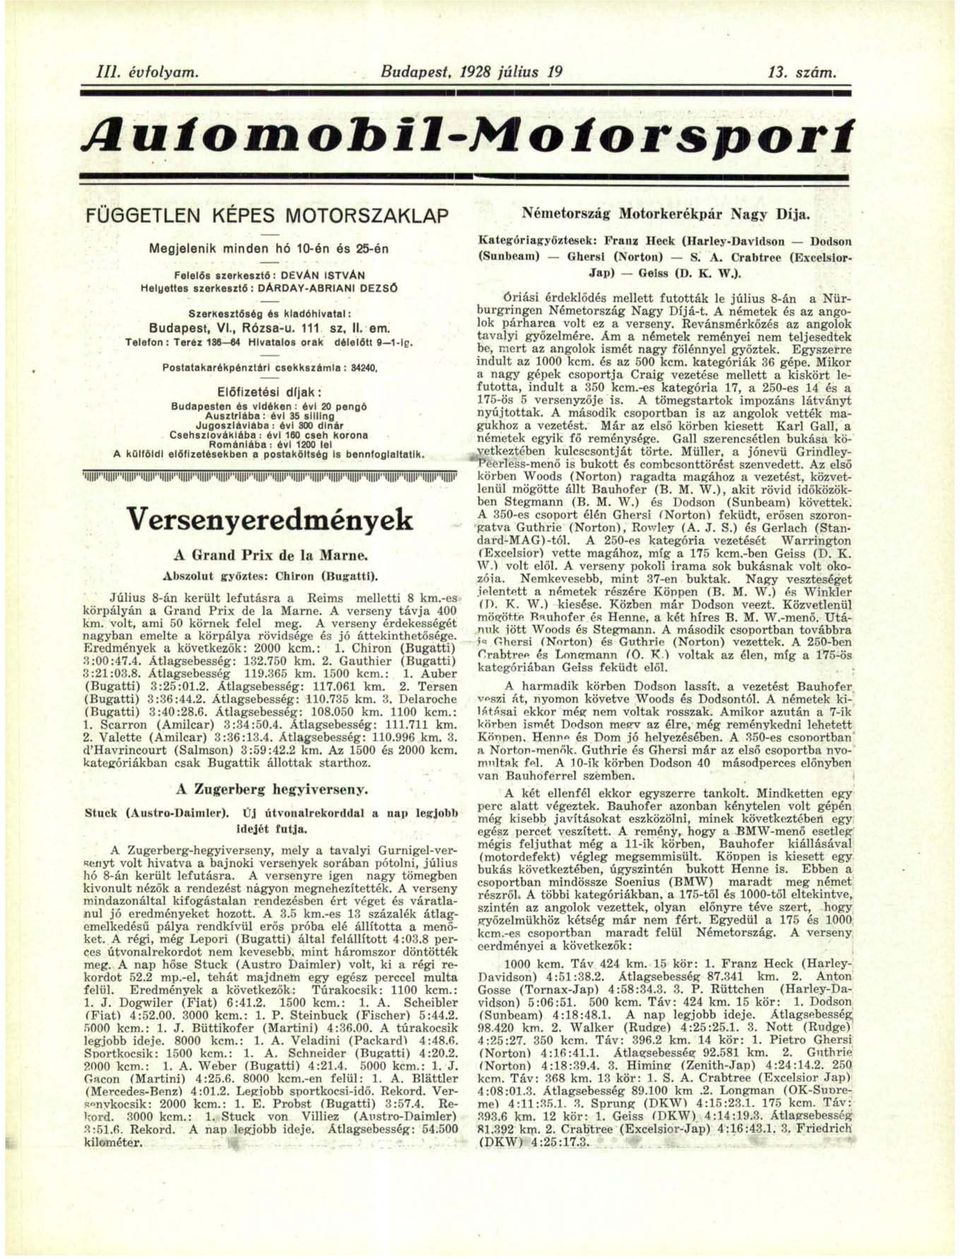 III. évfolyam.
Budapest, 1928 július 19
13. szám.
Automobil-Motorsport
FÜGGETLEN KÉPES MOTORSZAKLAP
Megjelenik minden hó 10-én és 25-én
Felelős szerkesztő: DÉVÁN ISTVÁN
Helyettes szerkesztő: DÁRDAY-ABRIANI DEZSŐ
Szerkesztőség és kiadóhivatal:
Budapest, VI., Rózsa-u. 111 sz. II. em.
Telefon: Teréz 136—64 Hivatalos orak délelőtt 9—1-ig.
Postatakarékpénztári csekkszámla: 84240.
Előfizetési díjak:
Budapesten és vidéken: évi 20 pengő
Ausztriába: évi 35 silling
Jugoszláviába: évi 800 dinár
Csehszlovákiába: évi 160 cseh korona
Romániába: évi 1200 lei
A külföldi előfizetésekben a postaköltség is bennfoglaltatik.
Versenyeredmények
A Grand Prix de la Marne.
Abszolut győztes: Chiron (Bugatti).
Július 8-án került lefutásra a Reims melletti 8 km.-es
körpályán a Grand Prix de la Marne. A verseny távja 400
km. volt, ami 50 körnek felel meg. A verseny érdekességét
nagyban emelte a körpálya rövidsége és jó áttekinthetősége.
Eredmények a következők: 2000 kcm.: 1. Chiron (Bugatti)
3:00:47.4. Átlagsebesség: 132.750 km. 2. Gauthier (Bugatti)
3:21:03.8. Átlagsebesség 119.365 km. 1500 kcm.: 1. Auber
(Bugatti) 3:25:01.2. Átlagsebesség: 117.061 km. 2. Tersen
(Bugatti) 3:36:44.2. Átlagsebesség: 110.735 km. 3. Delaroche
(Bugatti) 3:40:28.6. Átlagsebesség: 108.050 km. 1100 kcm.:
1. Scarron (Amilcar) 3:34:50.4. Átlagsebesség: 111.711 km.
2. Valette (Amilcar) 3:36:13.4. Átlagsebesség: 110.996 km. 3.
d'Havrincourt (Salmson) 3:59:42.2 km. Az 1500 és 2000 kcm.
kategóriákban csak Bugattik állottak starthoz.
A Zugerberg hegyiverseny.
Stuck (Austro-Daimler). Új útvonalrekorddal a nap legjobb
idejét futja.
A Zugerberg-hegyiverseny, mely a tavalyi Gurnigel-ver-
senyt volt hivatva a bajnoki versenyek sorában pótolni, július
hó 8-án került lefutásra. A versenyre igen nagy tömegben
kivonult nézők a rendezést nágyon megnehezítették. A verseny
mindazonáltal kifogástalan rendezésben ért véget és váratla-
nul jó eredményeket hozott. A 3.5 km.-es 13 százalék átlag-
emelkedésű pálya rendkívül erős próba elé állította a menő-
ket. A régi, még Lepori (Bugatti) által felállított 4:03.8 per-
ces útvonalrekordot nem kevesebb, mint háromszor döntötték
meg. A nap hőse Stuck (Austro Daimler) volt, ki a régi re-
kordot 52.2 mp.-el, tehát majdnem egy egész perccel multa
felül. Eredmények a következők: Túrakocsik: 1100 kcm.:
1. J. Dogwiler (Fiat) 6:41.2. 1500 kcm.: 1. A. Scheibler
(Fiat) 4:52.00. 3000 kcm.: 1. P. Steinbuck (Fischer) 5:44.2.
5000 kcm.: 1. J. Büttikofer (Martini) 4:36.00. A túrakocsik
legjobb ideje. 8000 kcm.: 1. A. Veladini (Packard) 4:48.6.
Sportkocsik: 1500 kcm.: 1. A. Schneider (Bugatti) 4:20.2.
2000 kcm.: 1. A. Weber (Bugatti) 4:21.4. 5000 kcm.: 1. J.
Gacon (Martini) 4:25.6. 8000 kcm.-en felül: 1. A. Blättler
(Mercedes-Benz) 4:01.2. Legjobb sportkocsi-idő. Rekord. Ver-
senykocsik: 2000 kcm.: 1. E. Probst (Bugatti) 3:57.4. Re-
kord. 3000 kcm.: 1. Stuck von Villiez (Austro-Daimler)
3:51.6. Rekord. A nap legjobb ideje. Átlagsebesség: 54.500
kilométer.
Németország Motorkerékpár Nagy Díja.
Kategóriagyőztesek: Franz Heck (Harley-Davidson — Dodson
(Sunbeam) — Ghersi (Norton) — S. A. Crabtree (Excelsior-
Jap) — Geiss (D. K. W.).
Óriási érdeklődés mellett futották le július 8-án a Nür-
burgringen Németország Nagy Díjá-t. A németek és az ango-
lok párharca volt ez a verseny. Revánsmérkőzés az angolok
tavalyi győzelmére. Ám a németek reményei nem teljesedtek
be, mert az angolok ismét nagy fölénnyel győztek. Egyszerre
indult az 1000 kcm. és az 500 kcm. kategóriák 36 gépe. Mikor
a nagy gépek csoportja Craig vezetése mellett a kiskört le-
futotta, indult a 350 kcm.-es kategória 17, a 250-es 14 és a
175-ös 5 versenyzője is. A tömegstartok impozáns látványt
nyújtottak. A második csoportban is az angolok vették ma-
gukhoz a vezetést. Már az első körben kiesett Karl Gall, a
németek egyik fő reménysége. Gall szerencsétlen bukása kö-
vetkeztében kulcscsontját törte. Müller, a jónevű Grindley-
Peerless-menő is bukott és combcsonttörést szenvedett. Az első
körben Woods (Norton) ragadta magához a vezetést, közvet-
lenül mögötte állt Bauhofer (B. M. W.), akit rövid időközök-
ben Stegmann (B. M. W.) és Dodson (Sunbeam) követtek.
A 350-es csoport élén Ghersi (Norton) feküdt, erősen szoron-
gatva Guthrie (Norton), Rowley (A. J. S.) és Gerlach (Stan-
dard-MAG)-tól. A 250-es kategória vezetését Warrington
(Excelsior) vette magához, míg a 175 kcm.-ben Geiss (D. K.
W.) volt elől. A verseny pokoli irama sok bukásnak volt oko-
zóia. Nemkevesebb, mint 37-en buktak. Nagy veszteséget
jelentett a németek részére Köppen (B. M. W.) és Winkler
(D. K. W.) kiesése. Közben már Dodson veezt. Közvetlenül
mögötte Bauhofer és Henne, a két híres B. M. W.-menő. Utá-
nuk jött Woods és Stegmann. A második csoportban továbbra
is Ghersi (Norton) és Guthrie (Norton) vezettek. A 250-ben
Crabtree és Longmann (O. K.) voltak az élen, míg a 175-ös
kategóriában Geiss feküdt elől.
A harmadik körben Dodson lassít. a vezetést Bauhofer
veszi át, nyomon követve Woods és Dodsontól. A németek ki-
látásai ekkor még nem voltak rosszak. Amikor azután a 7-ik
körben ismét Dodson megy az élre, még reménykedni lehetett
Köppen, Henne és Dom jó helyezésében. A 350-es csoportban
a Norton-menők. Guthrie és Ghersi már az első csoportba nyo-
multak fel. A 10-ik körben Dodson 40 másodperces előnyben
van Bauhoferrel szemben.
A két ellenfél ekkor egyszerre tankolt. Mindketten egy
perc alatt végeztek. Bauhofer azonban kénytelen volt gépén
még kisebb javításokat eszközölni, minek következtében egy
egész percet veszített. A remény, hogy a BMW-menő esetleg
mégis feljuthat még a 11-ik körben, Bauhofer kiállásával
(motordefekt) végleg megsemmisült. Köppen is kiesett egy
bukás következtében, úgyszintén bukott Henne is. Ebben a
csoportban mindössze Soenius (BMW) maradt meg német
részről. A többi kategóriákban, a 175-ös és 1000-től eltekintve,
szintén az angolok vezettek olyan nagy előnyre téve szert, hogy
győzelmükhöz kétség már nem fért. Egyedül a 175 és 1000
kcm.-es csoportban maradt felül Németország. A verseny
eerdményei a következők:
1000 kcm. Táv 424 km. 15 kör: 1. Franz Heck (Harley-
Davidson) 4:51:38.2. Átlagsebesség 87.341 km. 2. Anton
Gosse (Tornax-Jap) 4:58:34.3. 3. P. Rüttchen (Harley-Da-
vidson) 5:06:51. 500 kcm. Táv: 424 km. 15 kör: 1. Dodson
(Sunbeam) 4:18:48.1. A nap legjobb ideje. Átlagsebesség
98.420 km. 2. Walker (Rudge) 4:25:25.1. 3. Nott (Rudge)
4:25:27. 350 kcm. Táv: 396.2 km. 14 kör: 1. Pietro Ghersi
(Norton) 4:16:41.1. Átlagsebesség 92.581 km. 2. Guthrie
(Norton) 4:18:39.4. 3. Himing (Zenith-Jap) 4:24:24. 250
kcm. Táv: 368 km. 13 kör 1. S. A. Crabtree (Excelsior Jap)
4:08:01.3. Átlagsebesség 89.100 km .2. Longman (OK-Supre-
me) 4:11:35.1. 3. Sprung (DKW) 4:15:23.1. 175 kcm. Táv:
393.6 km. 12 kör: 1. Geiss (DKW) 4:14:19.3. Átlagsebesség
81.392 km. 2. Crabtree (Excelsior-Jap) 4:16:43.1. 3. Friedrich
(DKW) 4:25:17.3.